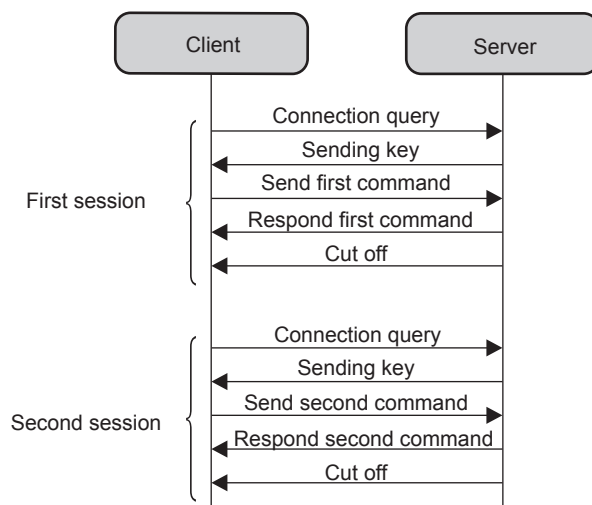 Client
Server
Connection query
Sending key
Send first command
First session
Respond first command
Cut off
Connection query
Sending key
Send second command
Second session
Respond second command
Cut off